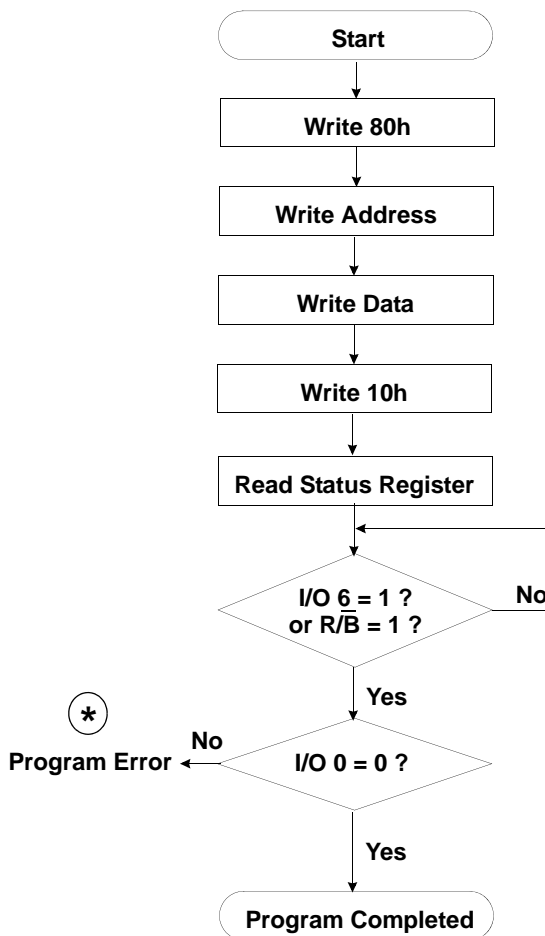 Start
Write 80h
Write Address
Write Data
Write 10h
Read Status Register
I/O 6 = 1 ?
or R/B̅ = 1 ?
No
Yes
*
No
Program Error
I/O 0 = 0 ?
Yes
Program Completed